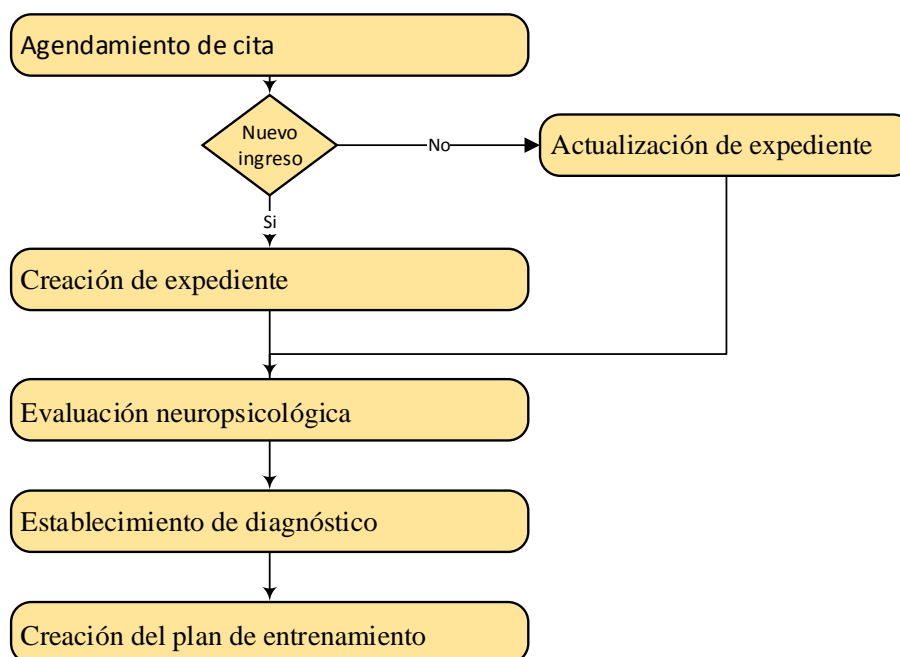 Agendamiento de cita
Nuevo
ingreso
No
Actualización de expediente
Si
Creación de expediente
Evaluación neuropsicológica
Establecimiento de diagnóstico
Creación del plan de entrenamiento